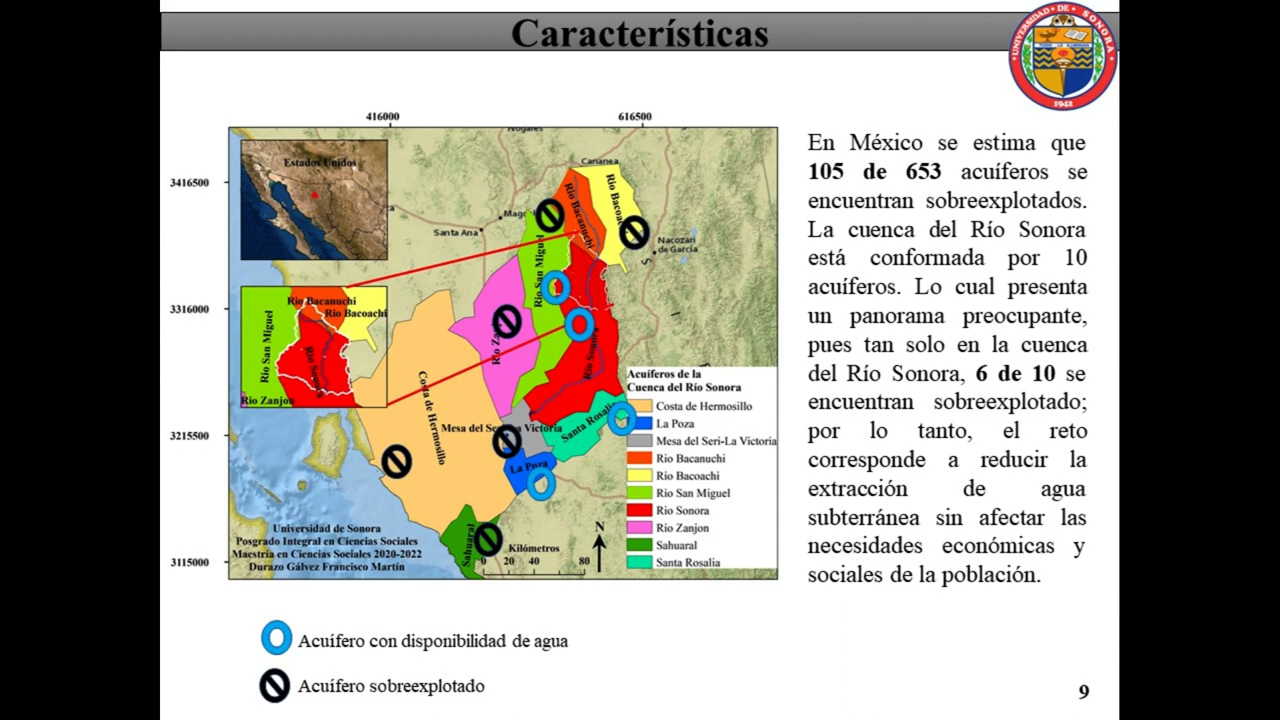 Características
UNIVERSIDAD DE SONORA
1942
416000
616500
3416500
3316000
3215500
3115000
Nogales
Estados Unidos
Cananea
Santa Ana
Nacozari
de García
Río Bacanuchi
Río Bacoachi
Río San Miguel
Río Sonora
Río Bacanuchi
Río Bacoachi
Río San Miguel
Río Sonora
Río Zanjon
Costa de Hermosillo
Santa Rosalia
La Poza
Sahuaral
Acuíferos de la
Cuenca del Río Sonora
Costa de Hermosillo
La Poza
Mesa del Seri-La Victoria
Rio Bacanuchi
Rio Bacoachi
Rio San Miguel
Rio Sonora
Rio Zanjon
Sahuaral
Santa Rosalia
Universidad de Sonora
Posgrado Integral en Ciencias Sociales
Maestría en Ciencias Sociales 2020-2022
Durazo Gálvez Francisco Martín
N
Kilómetros
0 20 40 80
En México se estima que
105 de 653 acuíferos se
encuentran sobreexplotados.
La cuenca del Río Sonora
está conformada por 10
acuíferos. Lo cual presenta
un panorama preocupante,
pues tan solo en la cuenca
del Río Sonora, 6 de 10 se
encuentran sobreexplotado;
por lo tanto, el reto
corresponde a reducir la
extracción de agua
subterránea sin afectar las
necesidades económicas y
sociales de la población.
Acuífero con disponibilidad de agua
Acuífero sobreexplotado
9